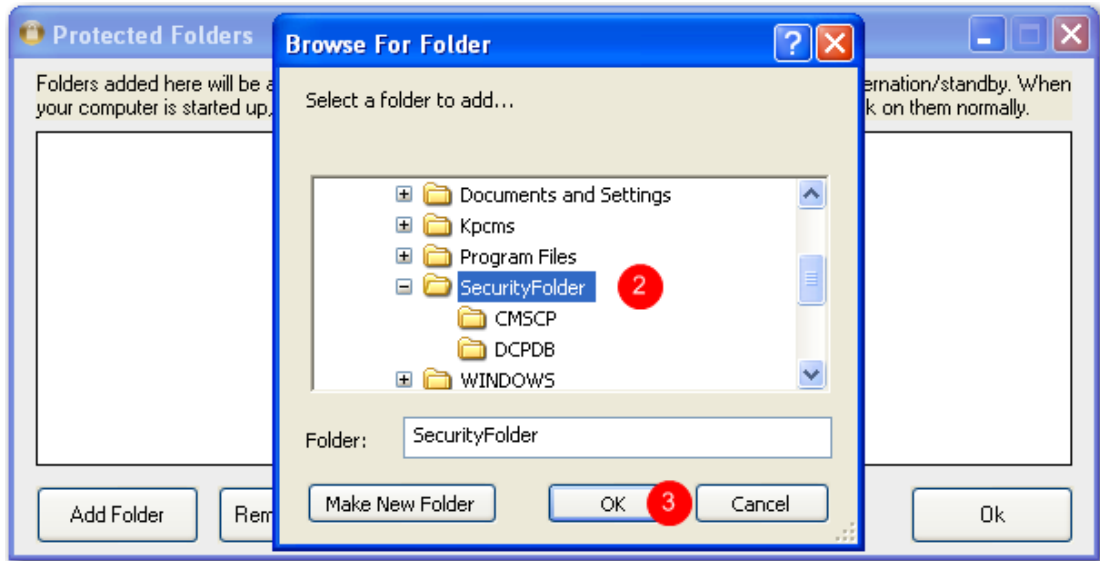 Protected Folders
Browse For Folder
Folders added here will be a
ernation/standby. When
your computer is started up,
k on them normally.
Select a folder to add...
Documents and Settings
Kpcms
Program Files
SecurityFolder
2
CMSCP
DCPDB
WINDOWS
Folder:
SecurityFolder
Make New Folder
OK
3
Cancel
Add Folder
Rem
Ok